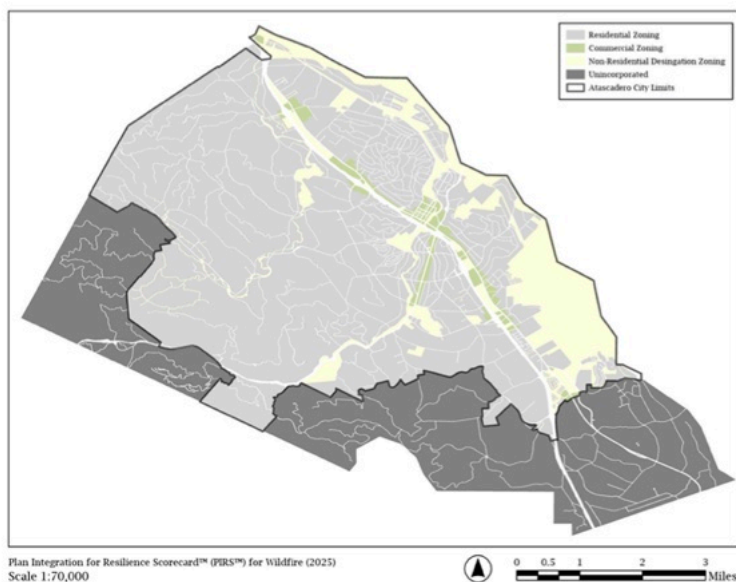 Residential Zoning
Commercial Zoning
Non-Residential Desingation Zoning
Unincorporated
Atascadero City Limits
Plan Integration for Resilience Scorecard™ (PIRS™) for Wildfire (2025)
Scale 1:70,000
0 0.5 1 2 3
Miles